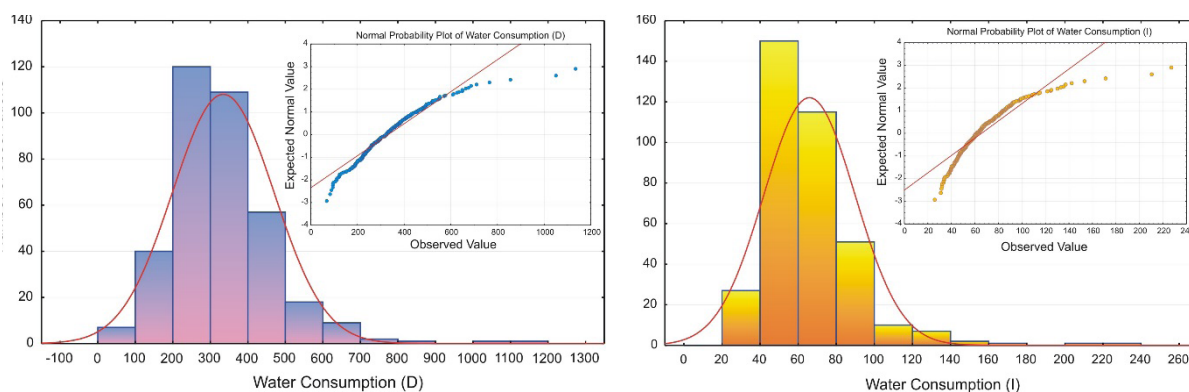 140
120
100
80
60
40
20
0
-100 0 100 200 300 400 500 600 700 800 900 1000 1100 1200 1300
Water Consumption (D)
Normal Probability Plot of Water Consumption (D)
Expected Normal Value
4
3
2
1
0
-1
-2
-3
-4
0 200 400 600 800 1000 1200
Observed Value
160
140
120
100
80
60
40
20
0
0 20 40 60 80 100 120 140 160 180 200 220 240 260
Water Consumption (I)
Normal Probability Plot of Water Consumption (I)
Expected Normal Value
4
3
2
1
0
-1
-2
-3
-4
0 20 40 60 80 100 120 140 160 180 200 220
Observed Value